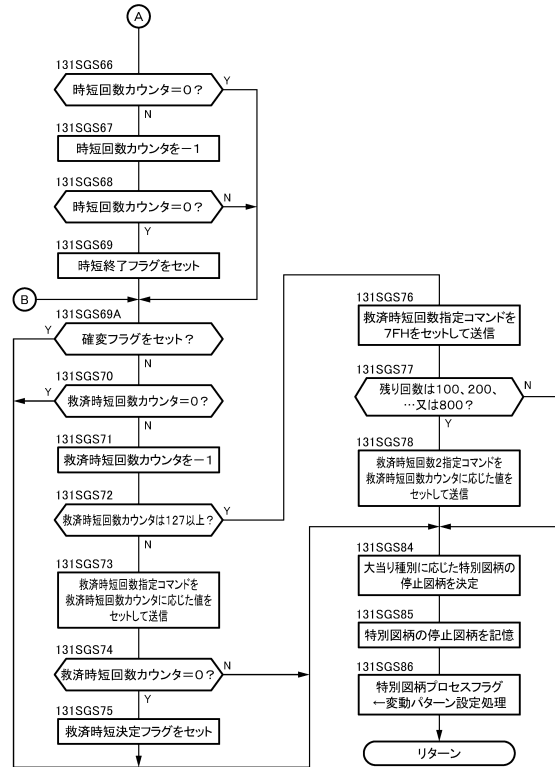 A
131SGS66
時短回数カウンタ＝0？
Y
N
131SGS67
時短回数カウンタを－1
131SGS68
時短回数カウンタ＝0？
N
Y
131SGS69
時短終了フラグをセット
B
131SGS69A
Y
確変フラグをセット？
N
131SGS70
Y
救済時短回数カウンタ＝0？
N
131SGS71
救済時短回数カウンタを－1
131SGS72
救済時短回数カウンタは127以上？
Y
N
131SGS73
救済時短回数指定コマンドを
救済時短回数カウンタに応じた値を
セットして送信
131SGS74
救済時短回数カウンタ＝0？
N
Y
131SGS75
救済時短決定フラグをセット
131SGS76
救済時短回数指定コマンドを
7FHをセットして送信
131SGS77
残り回数は100、200、
…又は800？
N
Y
131SGS78
救済時短回数2指定コマンドを
救済時短回数カウンタに応じた値を
セットして送信
131SGS84
大当り種別に応じた特別図柄の
停止図柄を決定
131SGS85
特別図柄の停止図柄を記憶
131SGS86
特別図柄プロセスフラグ
←変動パターン設定処理
リターン